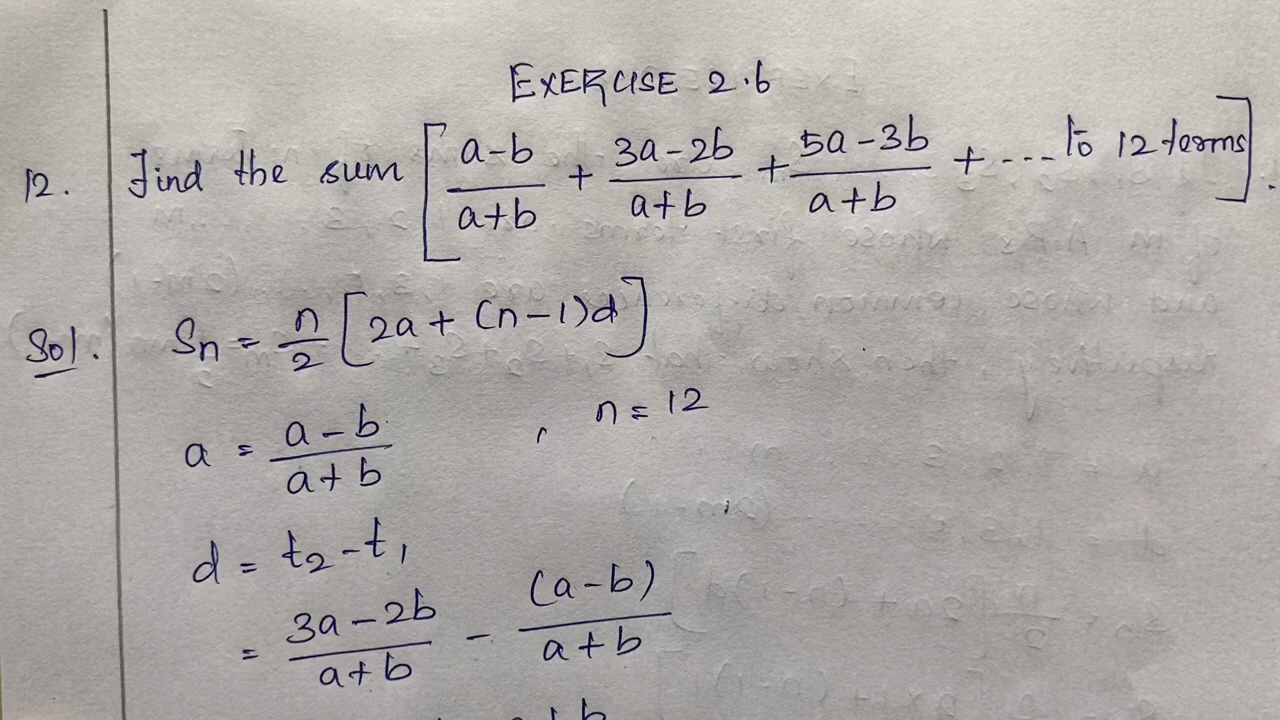 EXERCISE 2.6
12. Find the sum [(a-b)/(a+b) + (3a-2b)/(a+b) + (5a-3b)/(a+b) + ... to 12 terms].
Sol. Sn = n/2 [2a + (n-1)d]
a = (a-b)/(a+b) , n = 12
d = t2 - t1
= (3a-2b)/(a+b) - (a-b)/(a+b)